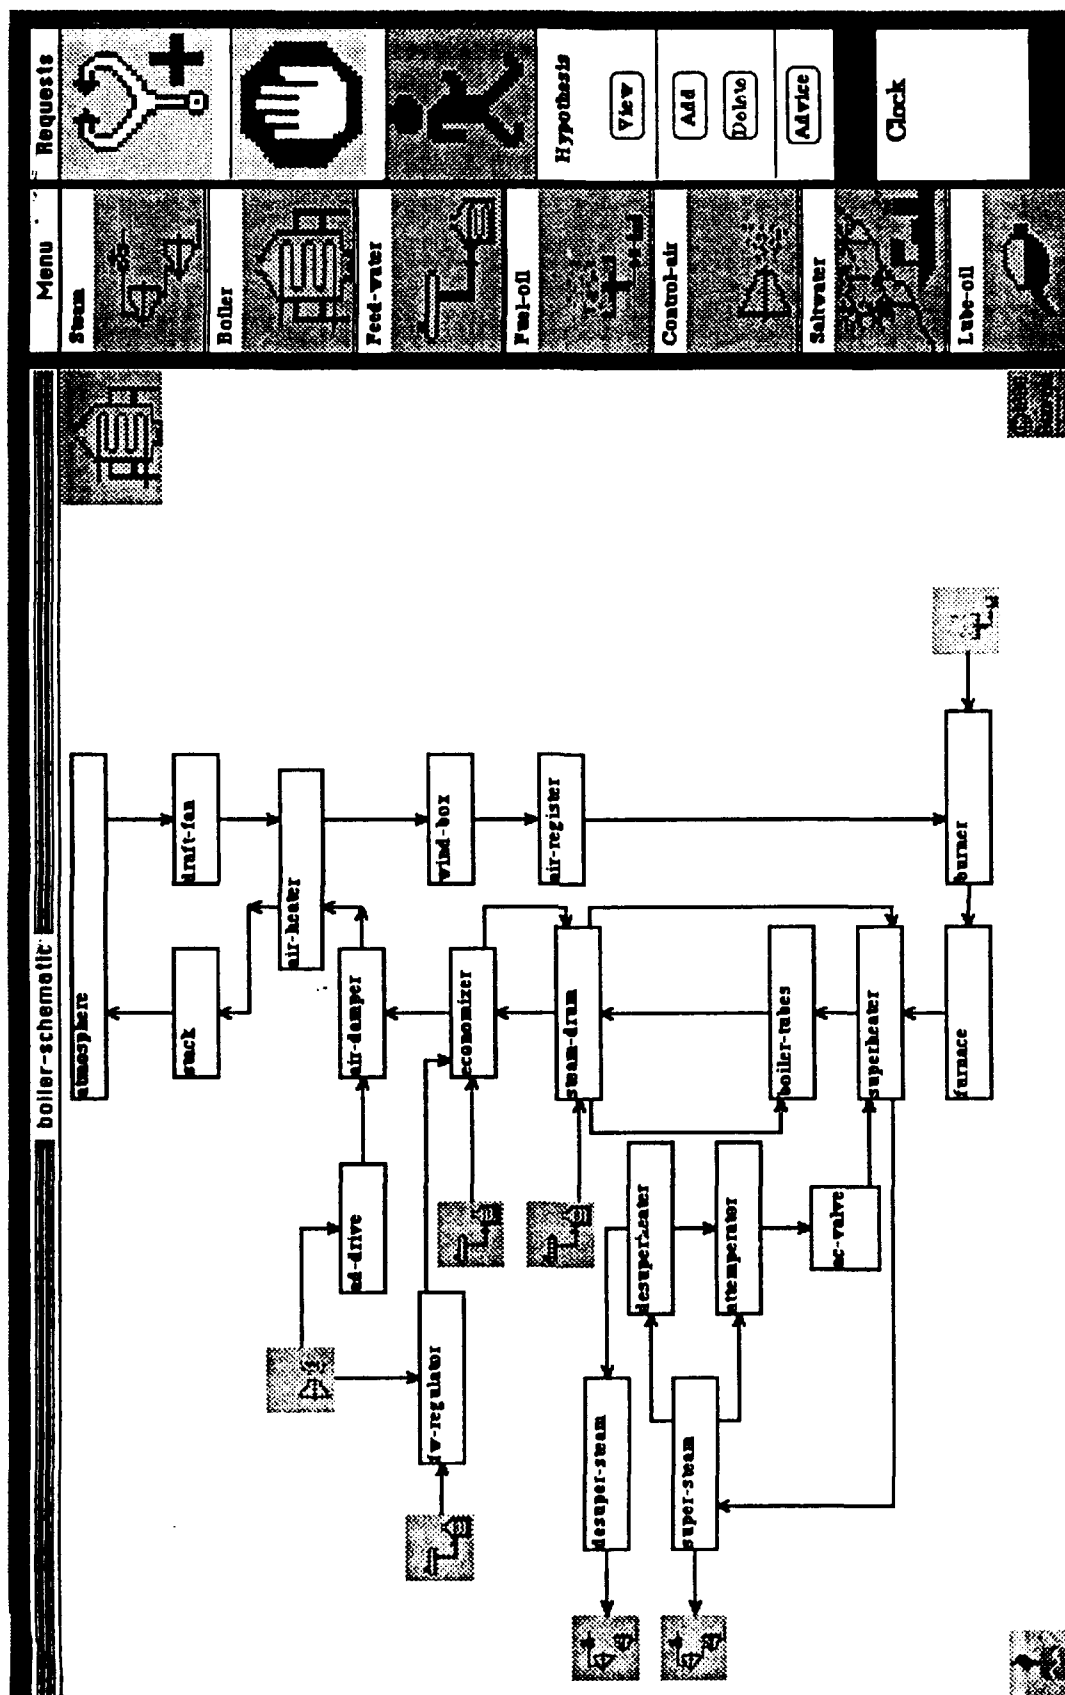 boiler-schematic
Menu
Requests
atmosphere
stack
draft-fan
air-heater
ad-drive
air-damper
fw-regulator
economizer
wind-box
steam-drum
air-register
desuper-steam
desuperheater
super-steam
attemperator
boiler-tubes
ac-valve
superheater
furnace
burner
Steam
Boiler
Feed-water
Fuel-oil
Control-air
Saltwater
Lube-oil
Hypothesis
View
Add
Delete
Advice
Clock